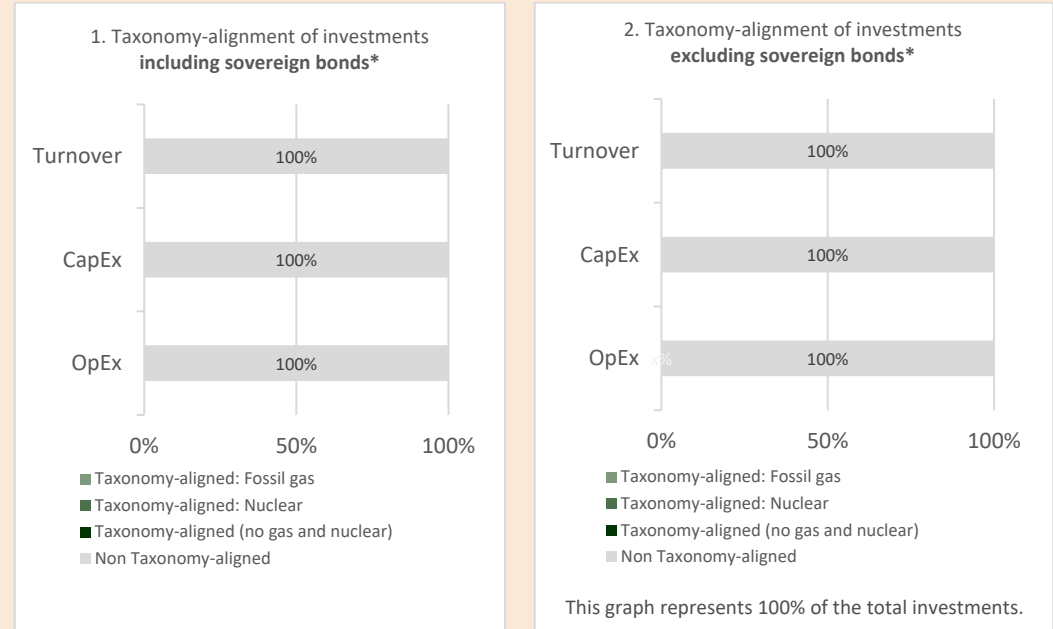 1. Taxonomy-alignment of investments
including sovereign bonds*
Turnover
100%
CapEx
100%
OpEx
100%
0%
50%
100%
Taxonomy-aligned: Fossil gas
Taxonomy-aligned: Nuclear
Taxonomy-aligned (no gas and nuclear)
Non Taxonomy-aligned
2. Taxonomy-alignment of investments
excluding sovereign bonds*
Turnover
100%
CapEx
100%
OpEx
x%
100%
0%
50%
100%
Taxonomy-aligned: Fossil gas
Taxonomy-aligned: Nuclear
Taxonomy-aligned (no gas and nuclear)
Non Taxonomy-aligned
This graph represents 100% of the total investments.